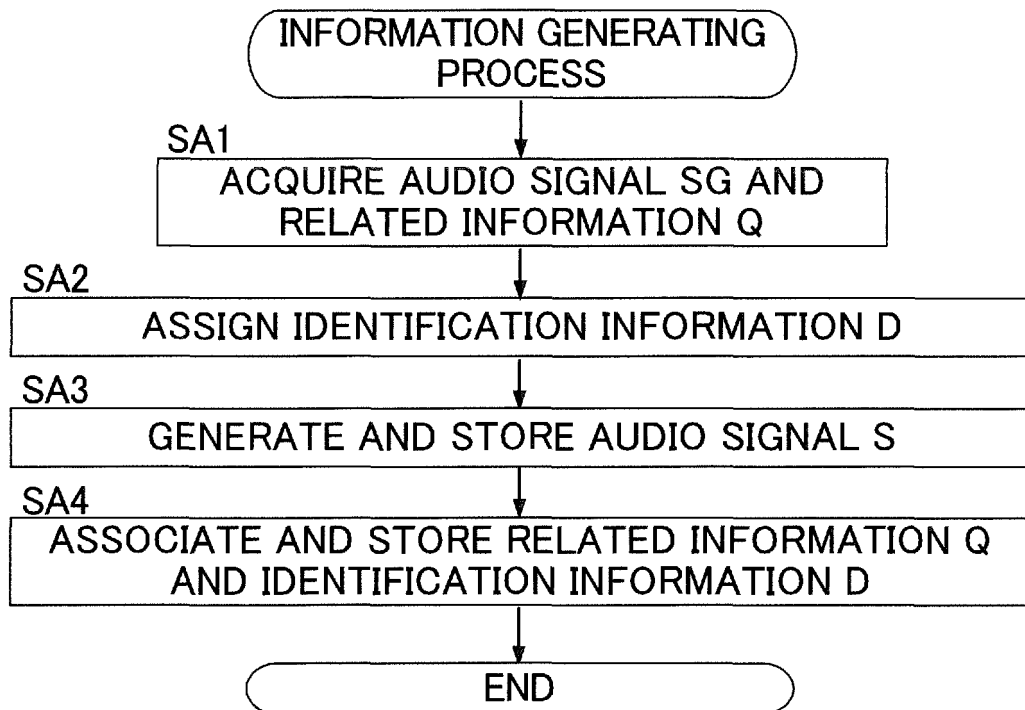 INFORMATION GENERATING
PROCESS
SA1
ACQUIRE AUDIO SIGNAL SG AND
RELATED INFORMATION Q
SA2
ASSIGN IDENTIFICATION INFORMATION D
SA3
GENERATE AND STORE AUDIO SIGNAL S
SA4
ASSOCIATE AND STORE RELATED INFORMATION Q
AND IDENTIFICATION INFORMATION D
END